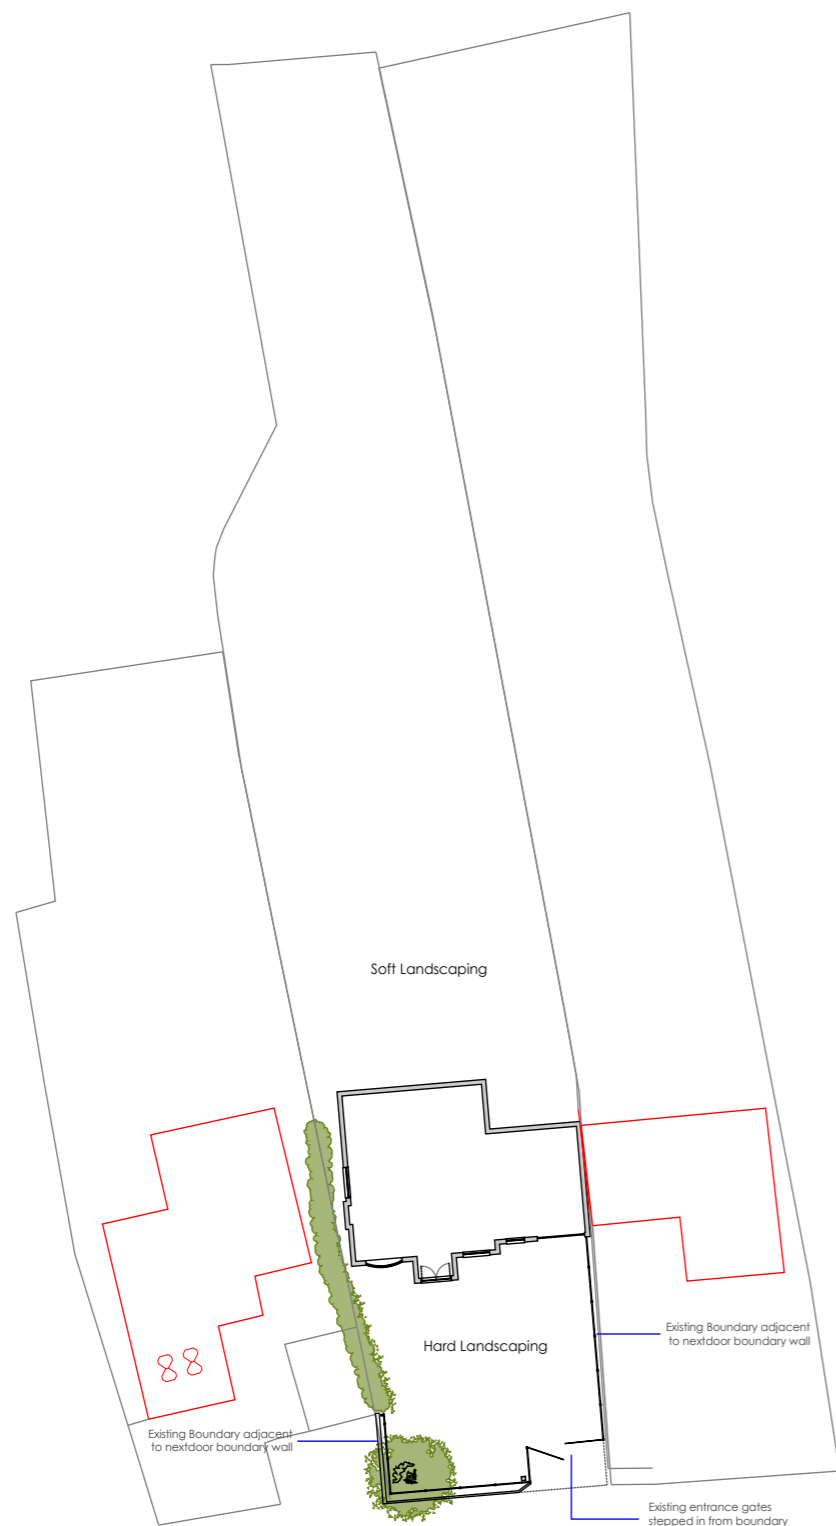 Soft Landscaping
Existing Boundary adjacent
to nextdoor boundary wall
Hard Landscaping
88
Existing Boundary adjacent
to nextdoor boundary wall
Existing entrance gates
stepped in from boundary